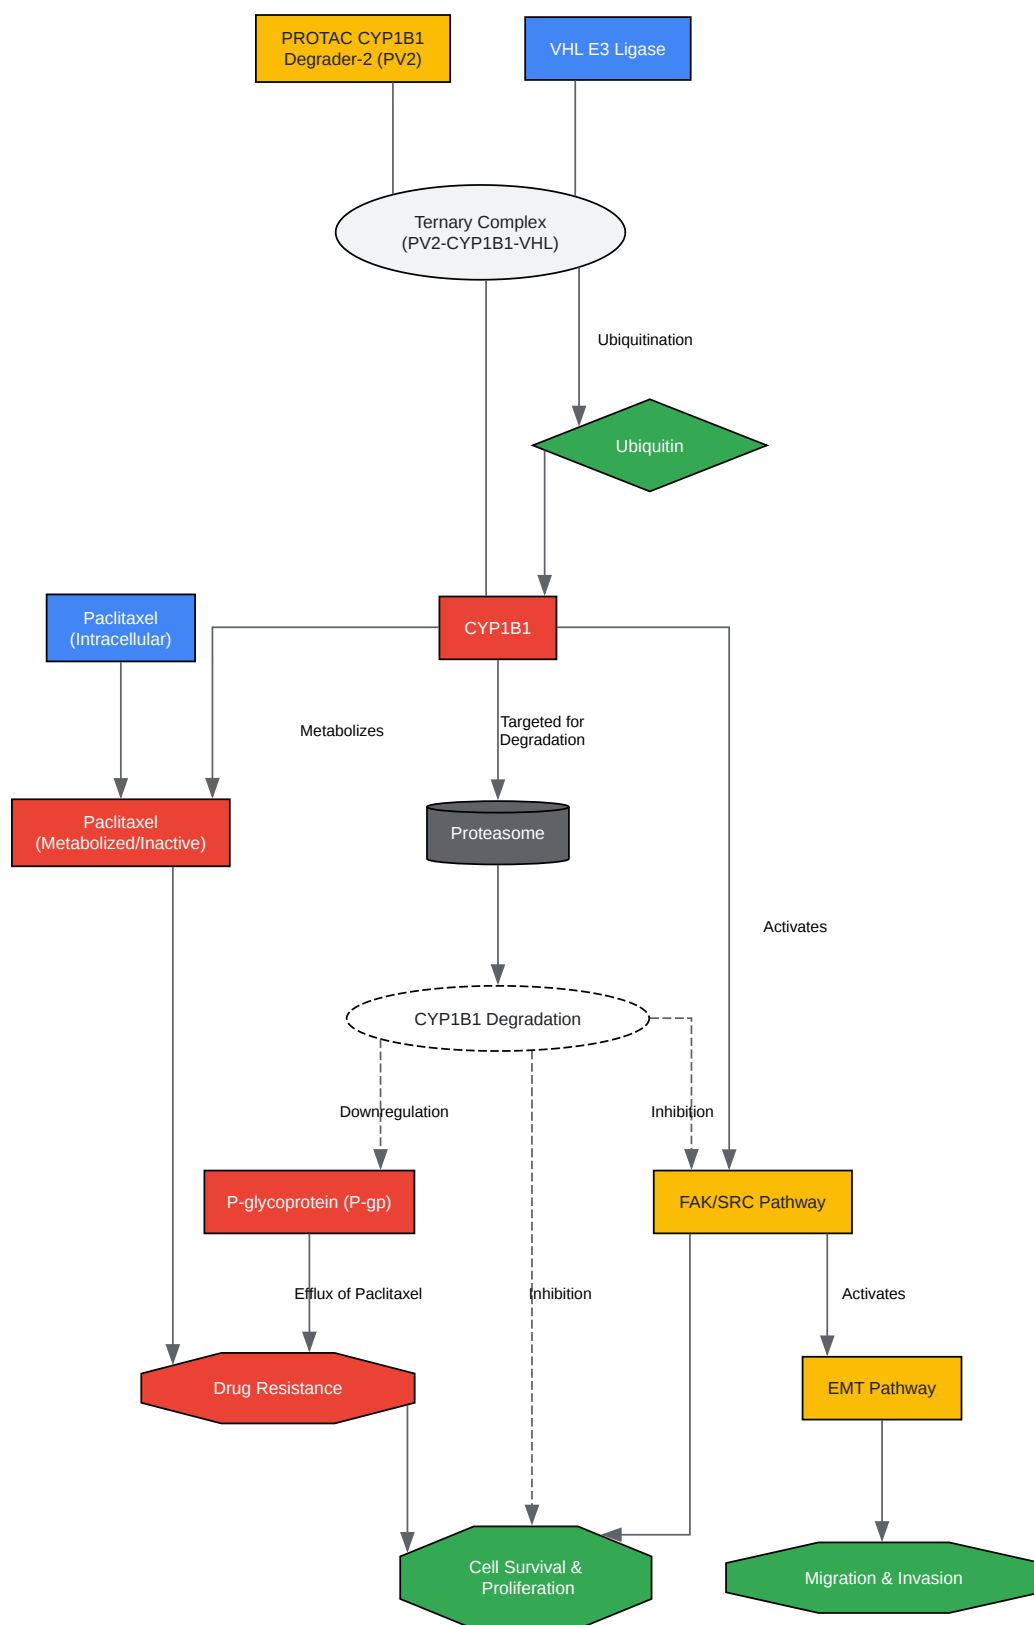 PROTAC CYP1B1
Degrader-2 (PV2)
VHL E3 Ligase
Ternary Complex
(PV2-CYP1B1-VHL)
Ubiquitination
Ubiquitin
Paclitaxel
(Intracellular)
CYP1B1
Metabolizes
Targeted for
Degradation
Paclitaxel
(Metabolized/Inactive)
Proteasome
Activates
CYP1B1 Degradation
Downregulation
Inhibition
P-glycoprotein (P-gp)
FAK/SRC Pathway
Efflux of Paclitaxel
Inhibition
Activates
Drug Resistance
EMT Pathway
Cell Survival &
Proliferation
Migration & Invasion